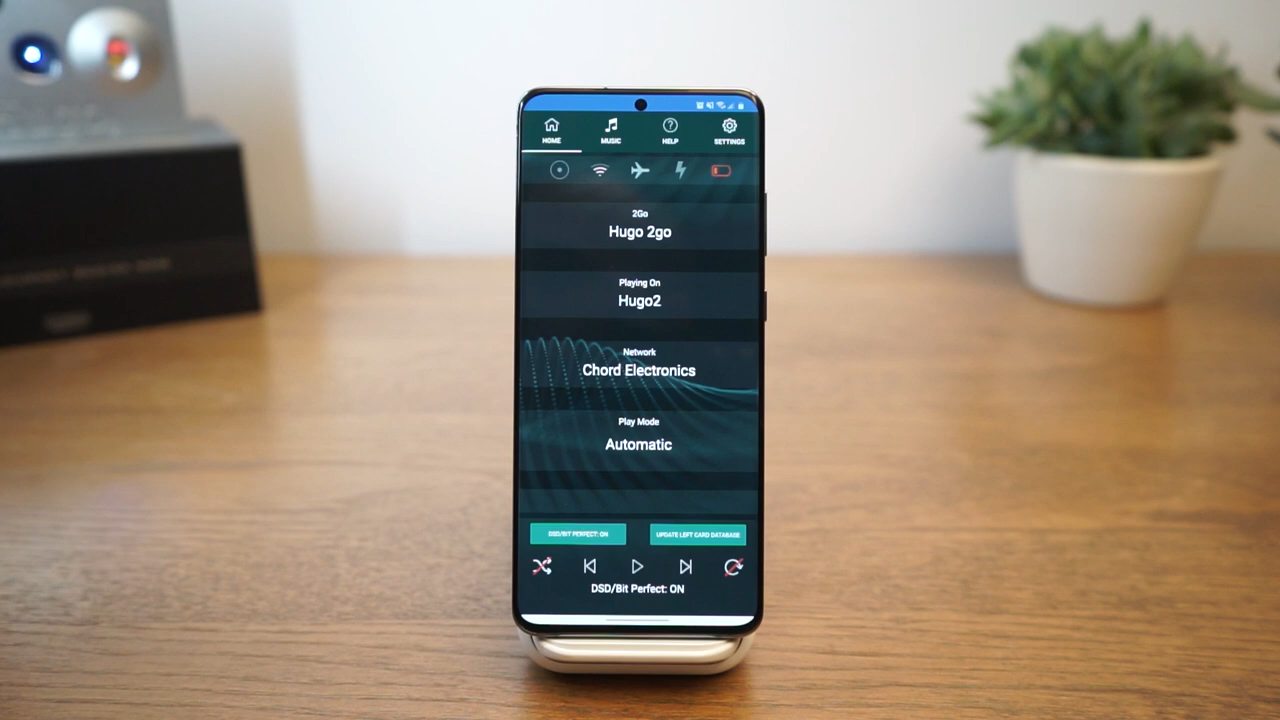 HOME MUSIC HELP SETTINGS
2Go
Hugo 2go
Playing On
Hugo2
Network
Chord Electronics
Play Mode
Automatic
DSD/BIT PERFECT: ON UPDATE LEFT CARD DATABASE
DSD/Bit Perfect: ON